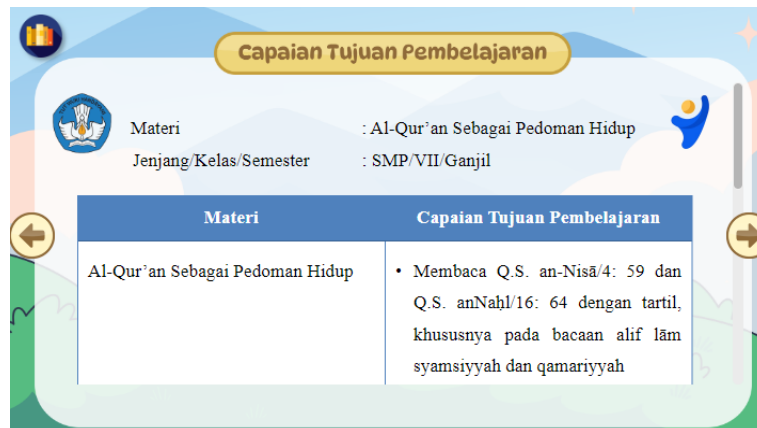 Capaian Tujuan Pembelajaran
Materi : Al-Qur’an Sebagai Pedoman Hidup
Jenjang/Kelas/Semester : SMP/VII/Ganjil
Materi Capaian Tujuan Pembelajaran
Al-Qur’an Sebagai Pedoman Hidup
• Membaca Q.S. an-Nisā/4: 59 dan
Q.S. anNaḥl/16: 64 dengan tartil,
khususnya pada bacaan alif lām
syamsiyyah dan qamariyyah